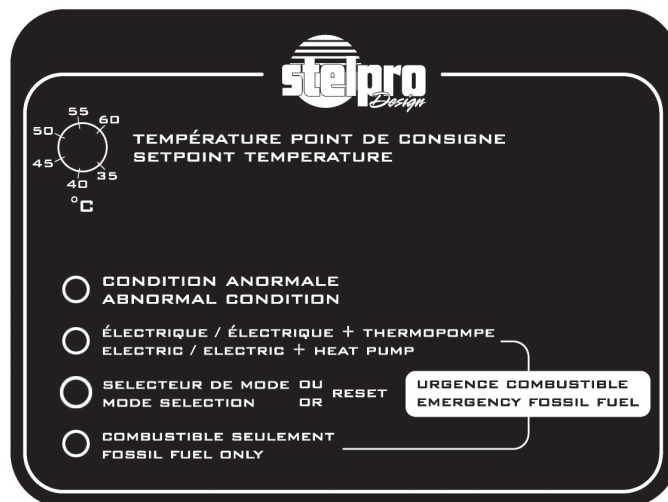 stelpro
Design
55
50 60
45 35
40
°C
TEMPÉRATURE POINT DE CONSIGNE
SETPOINT TEMPERATURE
CONDITION ANORMALE
ABNORMAL CONDITION
ÉLECTRIQUE / ÉLECTRIQUE + THERMOPOMPE
ELECTRIC / ELECTRIC + HEAT PUMP
SELECTEUR DE MODE OU
MODE SELECTION OR
RESET
URGENCE COMBUSTIBLE
EMERGENCY FOSSIL FUEL
COMBUSTIBLE SEULEMENT
FOSSIL FUEL ONLY